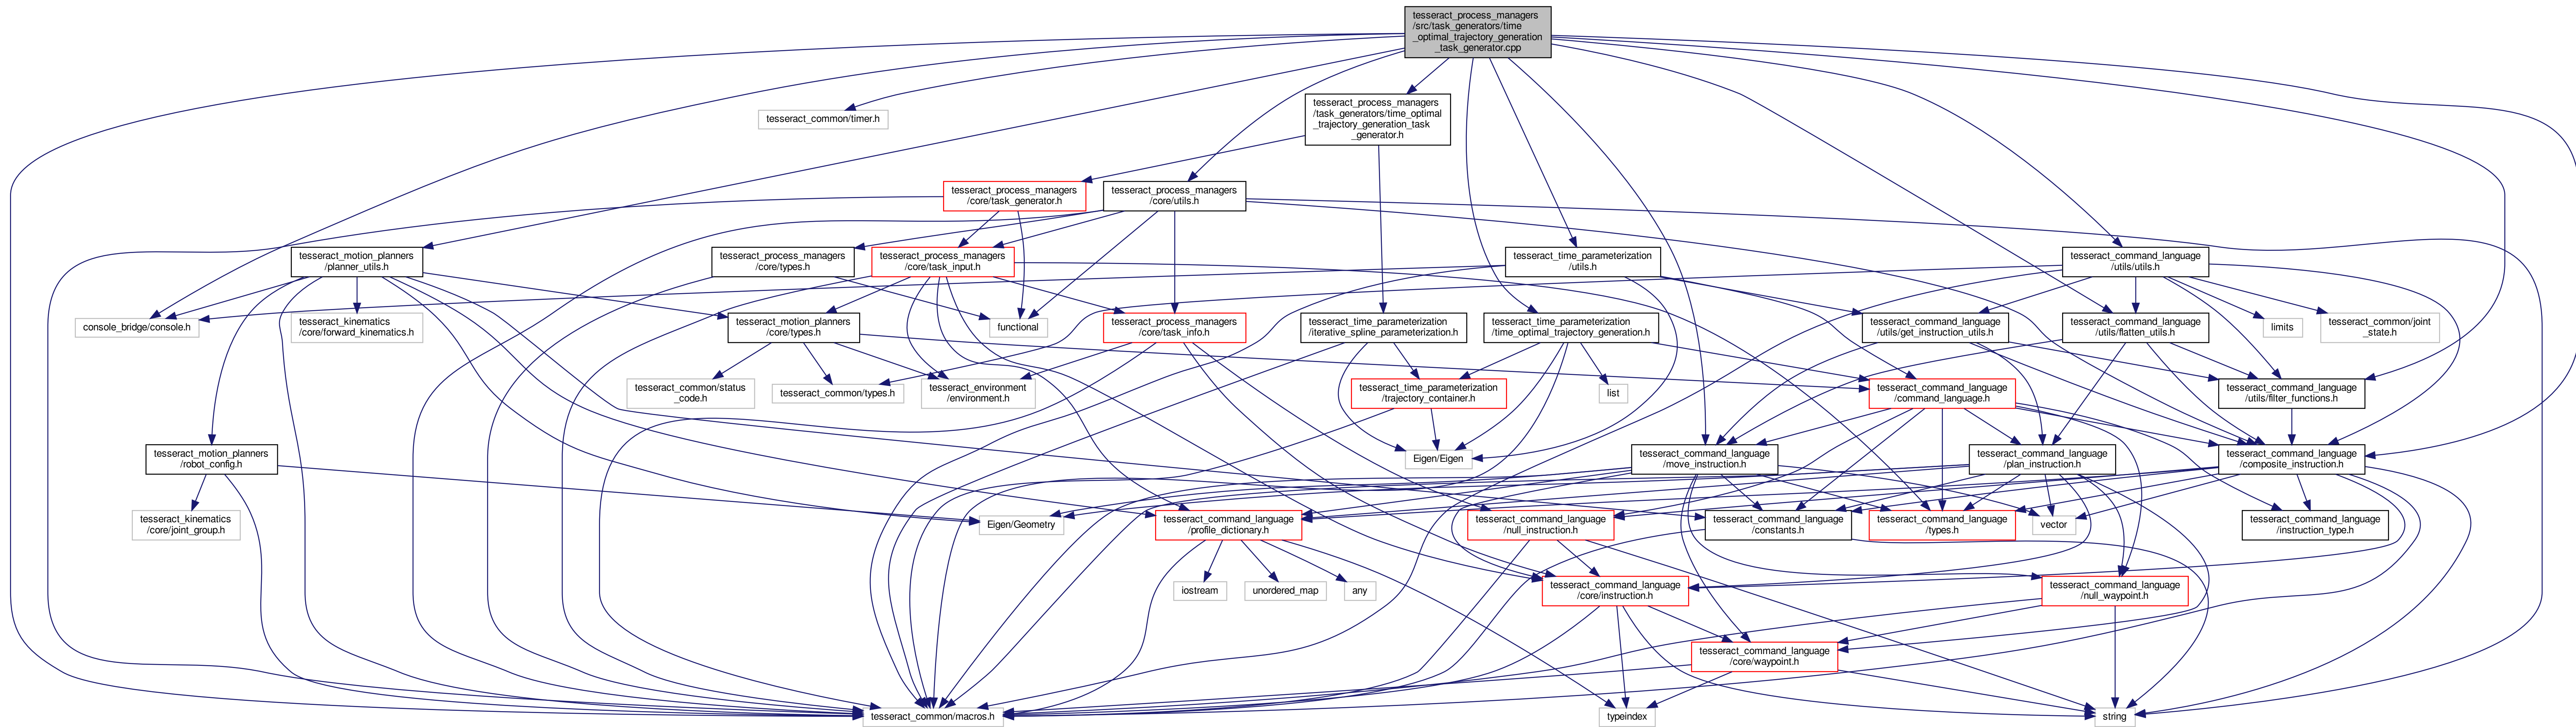 tesseract_process_managers
/src/task_generators/time
_optimal_trajectory_generation
_task_generator.cpp
tesseract_common/timer.h
tesseract_process_managers
/task_generators/time_optimal
_trajectory_generation_task
_generator.h
tesseract_process_managers
/core/task_generator.h
tesseract_process_managers
/core/utils.h
tesseract_motion_planners
/planner_utils.h
tesseract_process_managers
/core/types.h
tesseract_process_managers
/core/task_input.h
tesseract_time_parameterization
/utils.h
tesseract_command_language
/utils/utils.h
console_bridge/console.h
tesseract_kinematics
/core/forward_kinematics.h
tesseract_motion_planners
/core/types.h
functional
tesseract_process_managers
/core/task_info.h
tesseract_time_parameterization
/iterative_spline_parameterization.h
tesseract_time_parameterization
/time_optimal_trajectory_generation.h
tesseract_command_language
/utils/get_instruction_utils.h
tesseract_command_language
/utils/flatten_utils.h
limits
tesseract_common/joint
_state.h
tesseract_common/status
_code.h
tesseract_common/types.h
tesseract_environment
/environment.h
tesseract_time_parameterization
/trajectory_container.h
list
tesseract_command_language
/command_language.h
tesseract_command_language
/utils/filter_functions.h
tesseract_motion_planners
/robot_config.h
Eigen/Eigen
tesseract_command_language
/move_instruction.h
tesseract_command_language
/plan_instruction.h
tesseract_command_language
/composite_instruction.h
tesseract_kinematics
/core/joint_group.h
Eigen/Geometry
tesseract_command_language
/profile_dictionary.h
tesseract_command_language
/null_instruction.h
tesseract_command_language
/constants.h
tesseract_command_language
/types.h
vector
tesseract_command_language
/instruction_type.h
iostream
unordered_map
any
tesseract_command_language
/core/instruction.h
tesseract_command_language
/null_waypoint.h
tesseract_command_language
/core/waypoint.h
tesseract_common/macros.h
typeindex
string